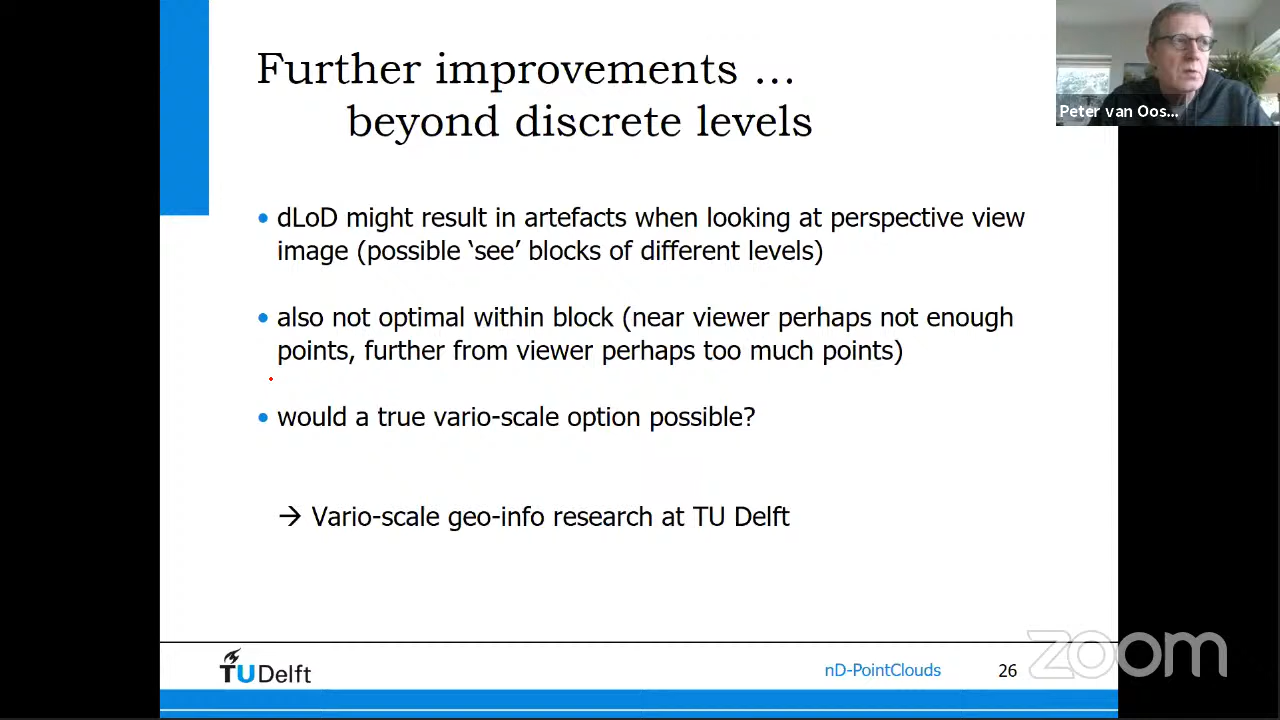 Further improvements ...
beyond discrete levels
Peter van Oos...
• dLoD might result in artefacts when looking at perspective view
image (possible ‘see’ blocks of different levels)
• also not optimal within block (near viewer perhaps not enough
points, further from viewer perhaps too much points)
• would a true vario-scale option possible?
→ Vario-scale geo-info research at TU Delft
TU Delft
nD-PointClouds
26
zoom